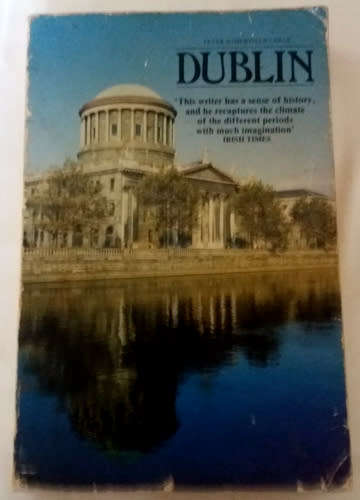 PETER SOMERVILLE-LARGE
DUBLIN
'This writer has a sense of history,
and he recaptures the climate
of the different periods
with much imagination'
IRISH TIMES